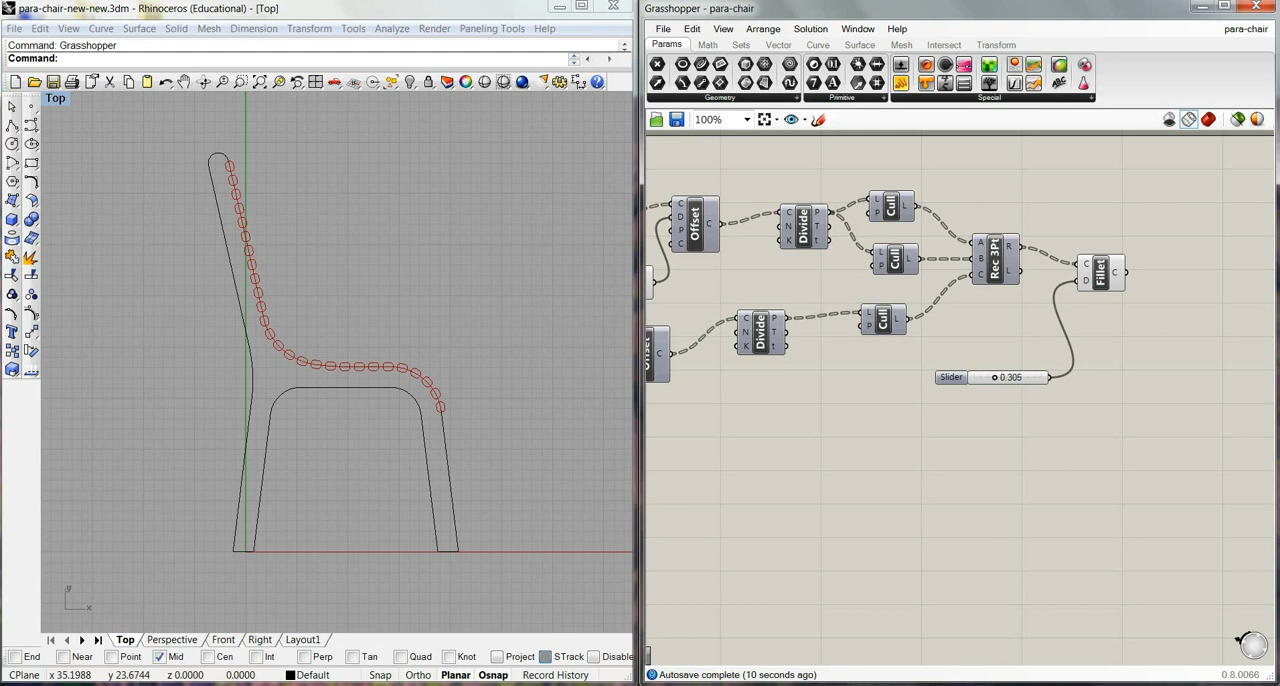 para-chair-new-new.3dm - Rhinoceros (Educational) - [Top]
File Edit View Curve Surface Solid Mesh Dimension Transform Tools Analyze Render Paneling Tools Help
Command: Grasshopper
Command:
Top
y
x
Top Perspective Front Right Layout1
End Near Point Mid Cen Int Perp Tan Quad Knot Project STrack Disable
CPlane x 35.1988 y 23.6744 z 0.0000 0.0000 Default Snap Ortho Planar Osnap Record History
Grasshopper - para-chair
File Edit View Arrange Solution Window Help para-chair
Params Math Sets Vector Curve Surface Mesh Intersect Transform
Geometry Primitive Special
100%
C D P C Offset C
C N K Divide P T t
L P Cull L
L P Cull L
A B C Rec 3Pt R L
C D Fillet C
Offset C
C N K Divide P T t
L P Cull L
Slider 0.305
Autosave complete (10 seconds ago) 0.8.0066